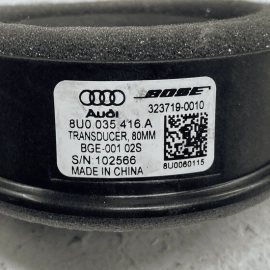 Audi BOSE
323719-0010
8U0 035 416 A
TRANSDUCER, 80MM
BGE-001 02S
S/N 102566
MADE IN CHINA
8U0060115